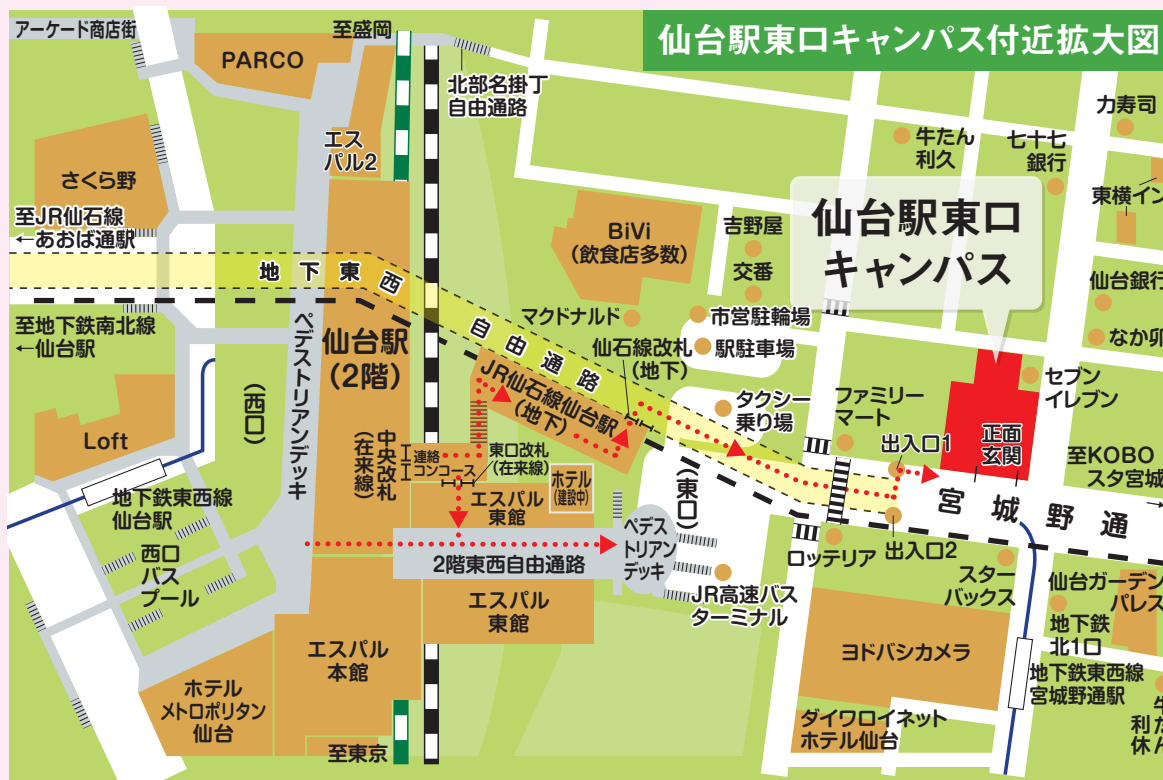 仙台駅東口キャンパス付近拡大図
アーケード商店街
PARCO
至盛岡
北部名掛丁
自由通路
エス
パル2
さくら野
至JR仙石線
←あおば通駅
地下東西
自由通路
至地下鉄南北線
←仙台駅
ペデストリアンデッキ
仙台駅
(2階)
(西口)
Loft
地下鉄東西線
仙台駅
西口
バス
プール
中央改札
(在来線)
連絡
コンコース
東口改札
(在来線)
JR仙石線仙台駅
(地下)
仙石線改札
(地下)
マクドナルド
BiVi
(飲食店多数)
吉野屋
交番
市営駐輪場
駅駐車場
タクシー
乗り場
牛たん
利久
七十七
銀行
力寿司
東横イン
仙台駅東口
キャンパス
仙台銀行
なか卯
セブン
イレブン
ファミリー
マート
出入口1
正面
玄関
至KOBO
スタ宮城
→
宮城野通
エスパル
東館
ホテル
(建設中)
(東口)
ペデス
トリアン
デッキ
2階東西自由通路
ロッテリア
出入口2
スター
バックス
JR高速バス
ターミナル
エスパル
東館
エスパル
本館
ホテル
メトロポリタン
仙台
至東京
ヨドバシカメラ
ダイワロイネット
ホテル仙台
仙台ガーデン
パレス
地下鉄
北1口
地下鉄東西線
宮城野通駅
牛た
利休